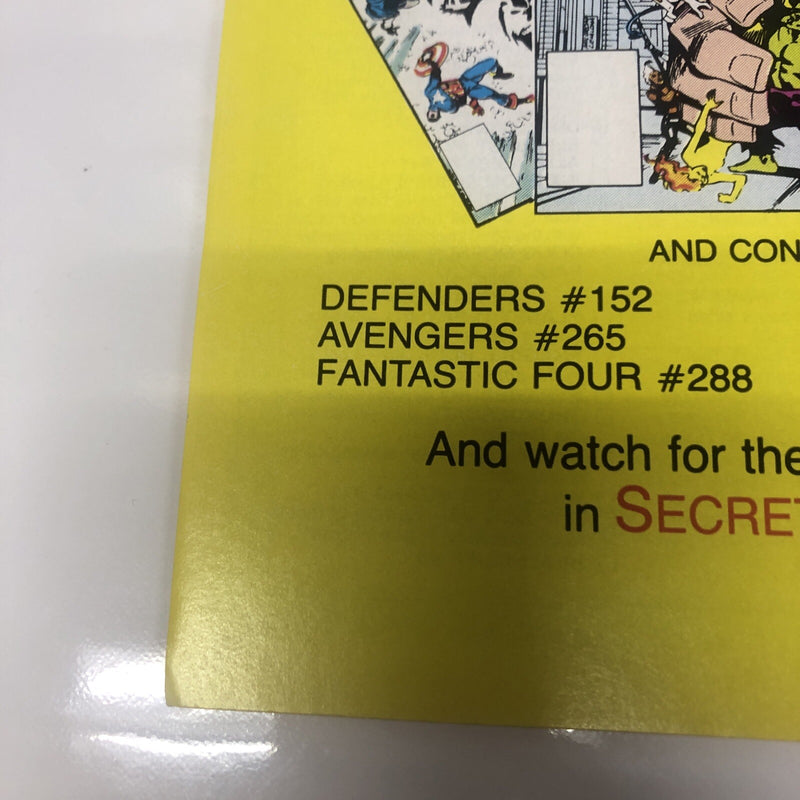 AND CON
DEFENDERS #152
AVENGERS #265
FANTASTIC FOUR #288
And watch for the
in SECRET